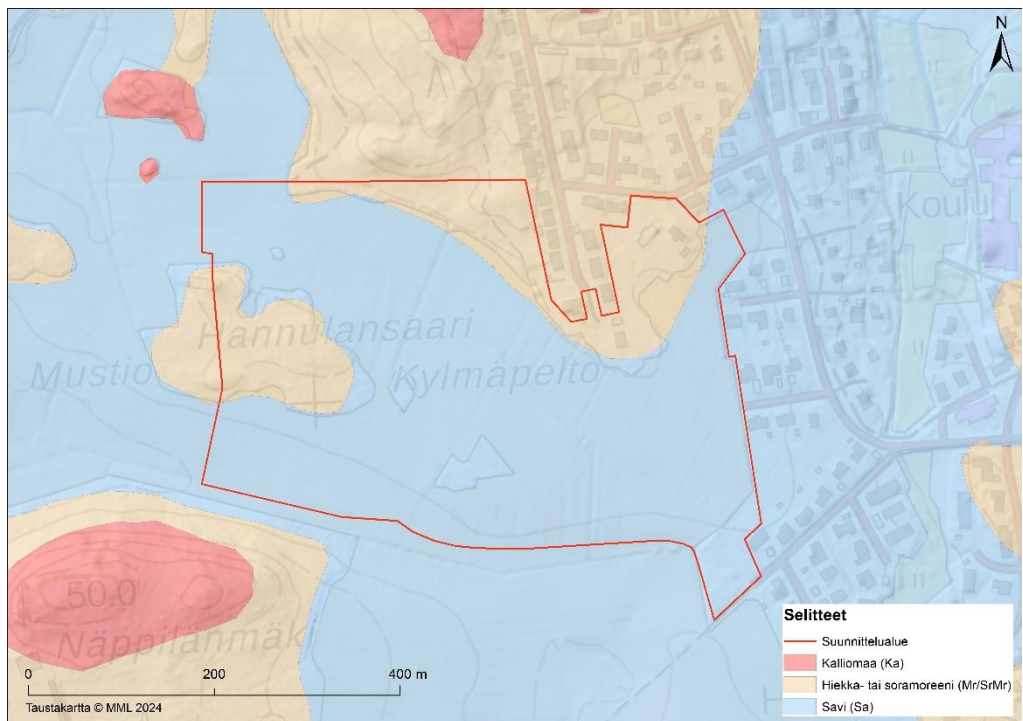 N
Koulu
Hannulansaari
Mustio
Kylmäpelto
50.0
Näppilänmäki
0 200 400 m
Taustakartta © MML 2024
Selitteet
Suunnittelualue
Kalliomaa (Ka)
Hiekka- tai soramoreeni (Mr/SrMr)
Savi (Sa)